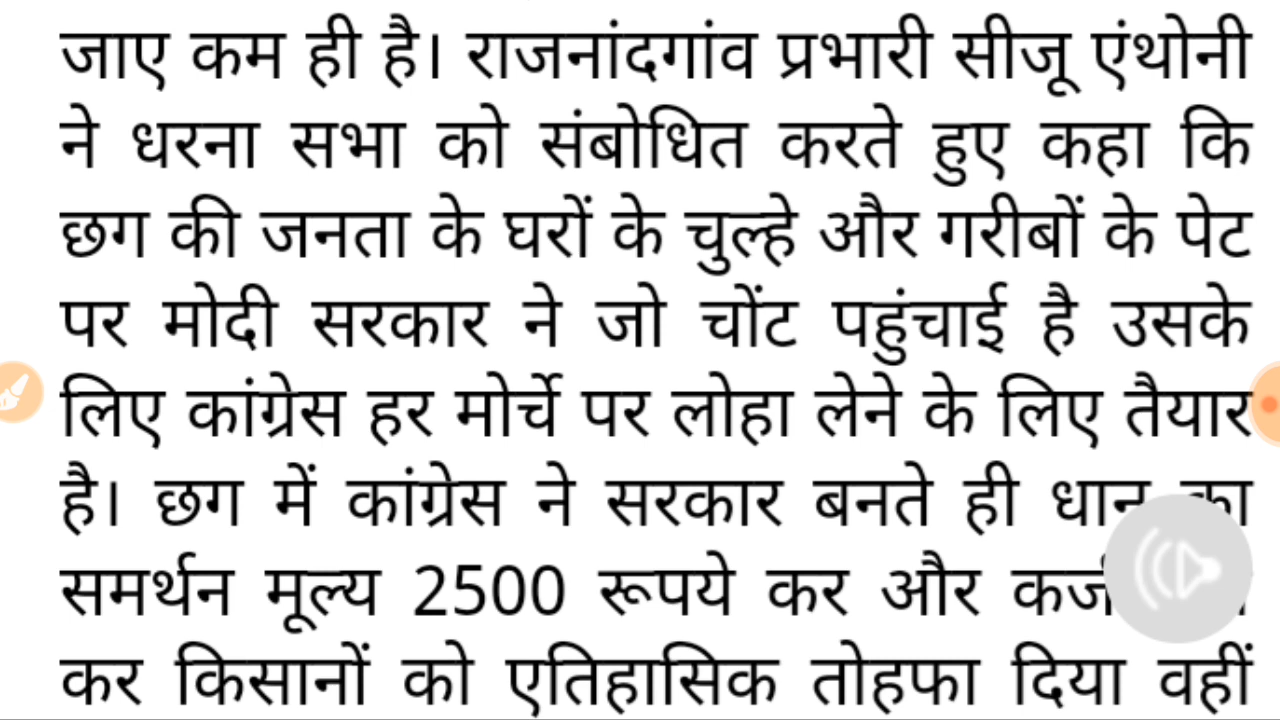 जाए कम ही है। राजनांदगांव प्रभारी सीजू एंथोनी
ने धरना सभा को संबोधित करते हुए कहा कि
छग की जनता के घरों के चुल्हे और गरीबों के पेट
पर मोदी सरकार ने जो चोंट पहुंचाई है उसके
लिए कांग्रेस हर मोर्चे पर लोहा लेने के लिए तैयार
है। छग में कांग्रेस ने सरकार बनते ही धान का
समर्थन मूल्य 2500 रूपये कर और
कर किसानों को एतिहासिक तोहफा दिया वहीं